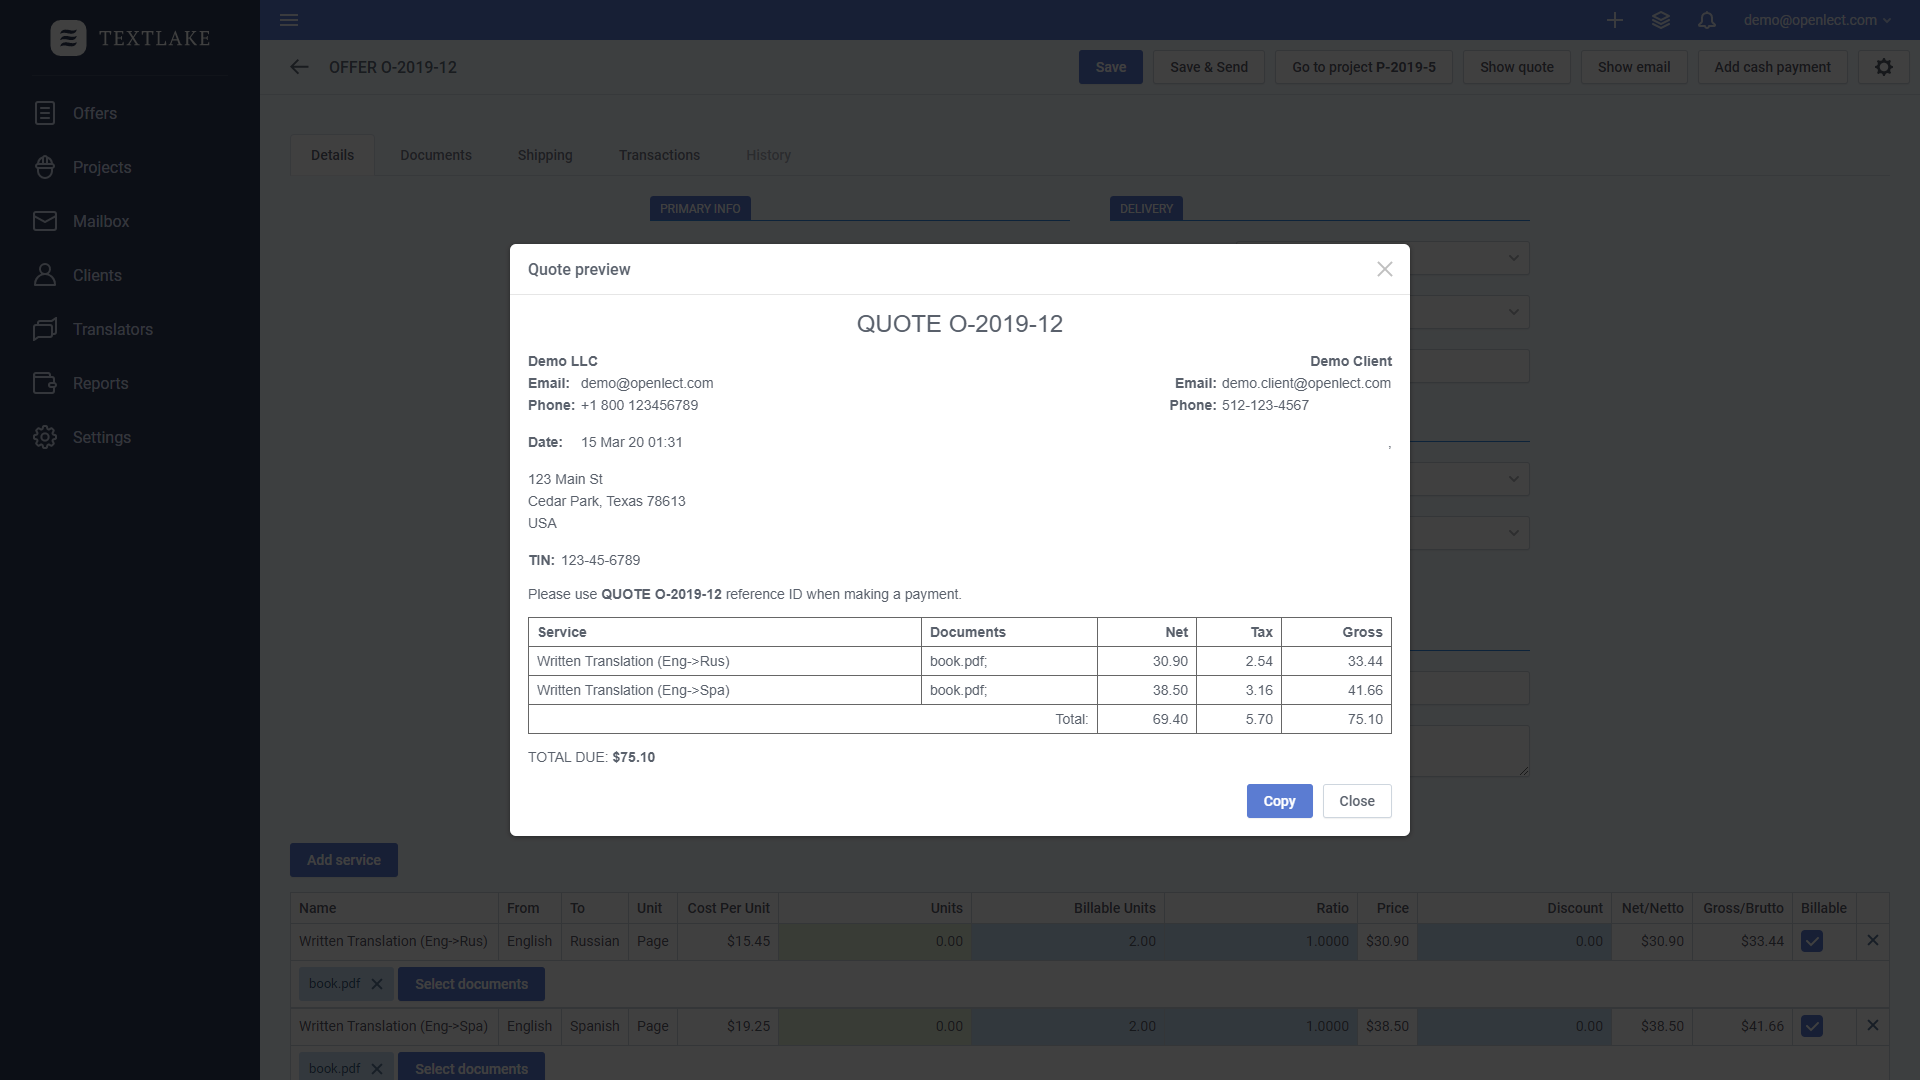 TEXTLAKE
demo@openlect.com
Offers
Projects
Mailbox
Clients
Translators
Reports
Settings
OFFER O-2019-12
Save
Save & Send
Go to project P-2019-5
Show quote
Show email
Add cash payment
Details
Documents
Shipping
Transactions
History
PRIMARY INFO
DELIVERY
Quote preview
QUOTE O-2019-12
Demo LLC
Email: demo@openlect.com
Phone: +1 800 123456789
Demo Client
Email: demo.client@openlect.com
Phone: 512-123-4567
Date: 15 Mar 20 01:31
,
123 Main St
Cedar Park, Texas 78613
USA
TIN: 123-45-6789
Please use QUOTE O-2019-12 reference ID when making a payment.
Service Documents Net Tax Gross
Written Translation (Eng->Rus) book.pdf; 30.90 2.54 33.44
Written Translation (Eng->Spa) book.pdf; 38.50 3.16 41.66
Total: 69.40 5.70 75.10
TOTAL DUE: $75.10
Copy
Close
Add service
Name From To Unit Cost Per Unit Units Billable Units Ratio Price Discount Net/Netto Gross/Brutto Billable
Written Translation (Eng->Rus) English Russian Page $15.45 0.00 2.00 1.0000 $30.90 0.00 $30.90 $33.44
book.pdf Select documents
Written Translation (Eng->Spa) English Spanish Page $19.25 0.00 2.00 1.0000 $38.50 0.00 $38.50 $41.66
book.pdf Select documents